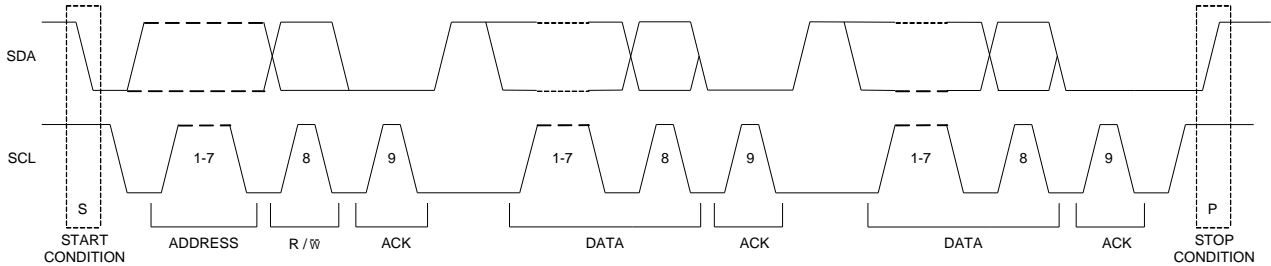 SDA
SCL
1-7 8 9 1-7 8 9 1-7 8 9
S P
START CONDITION
ADDRESS
R / W̅
ACK
DATA
ACK
DATA
ACK
STOP CONDITION